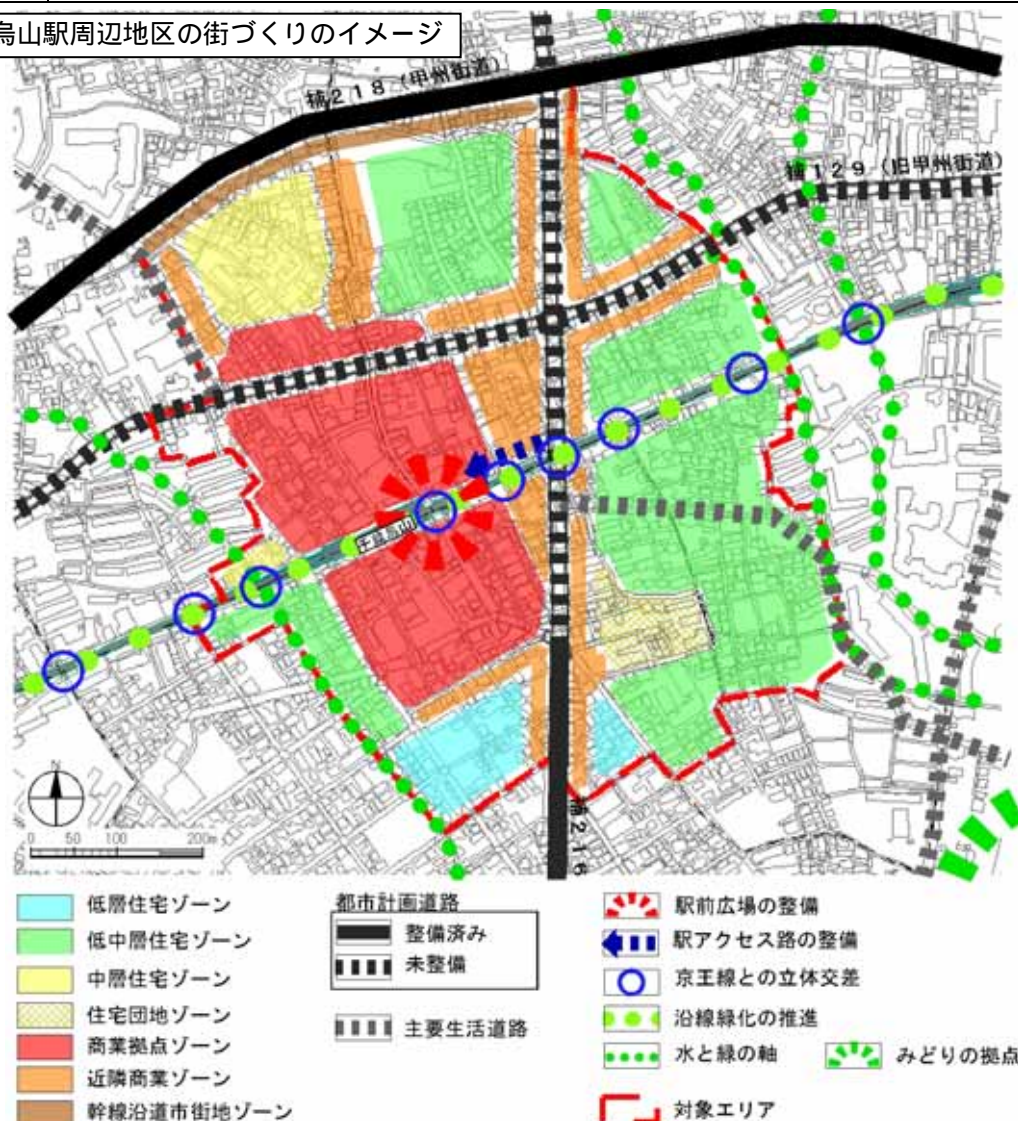 烏山駅周辺地区の街づくりのイメージ
補218(甲州街道)
補129(旧甲州街道)
千歳烏山
補216
N
0 50 100 200m
低層住宅ゾーン
低中層住宅ゾーン
中層住宅ゾーン
住宅団地ゾーン
商業拠点ゾーン
近隣商業ゾーン
幹線沿道市街地ゾーン
都市計画道路
整備済み
未整備
主要生活道路
駅前広場の整備
駅アクセス路の整備
京王線との立体交差
沿線緑化の推進
水と緑の軸
みどりの拠点
対象エリア